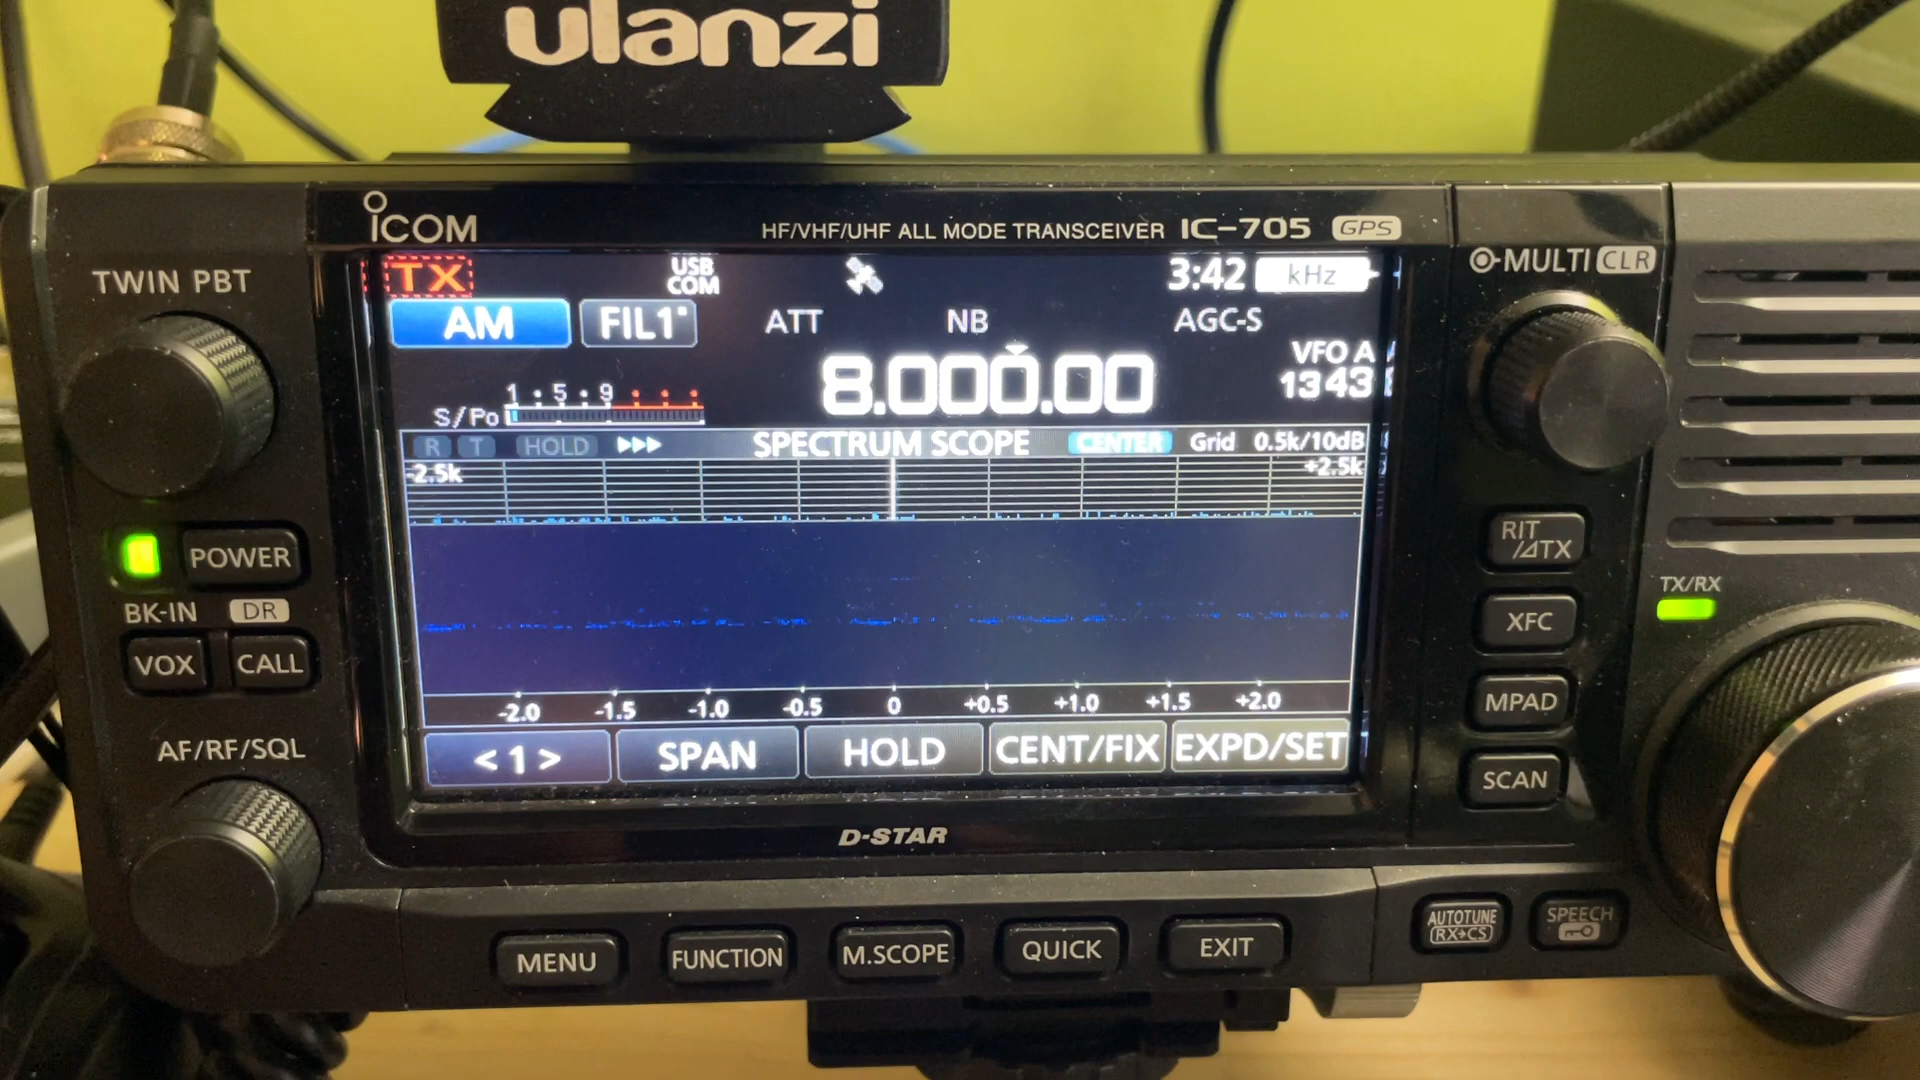 ulanzi
ICOM
HF/VHF/UHF ALL MODE TRANSCEIVER IC-705 GPS
TWIN PBT
MULTI CLR
TX
USB COM
3:42
kHz
AM
FIL1
ATT
NB
AGC-S
8.000.00
VFO A
1343
1 5 9
S/Po
R T HOLD
SPECTRUM SCOPE
CENTER
Grid 0.5k/10dB
-2.5k
+2.5k
-2.0 -1.5 -1.0 -0.5 0 +0.5 +1.0 +1.5 +2.0
< 1 >
SPAN
HOLD
CENT/FIX
EXPD/SET
POWER
BK-IN DR
VOX
CALL
AF/RF/SQL
RIT
/⊿TX
XFC
MPAD
SCAN
TX/RX
D-STAR
MENU
FUNCTION
M.SCOPE
QUICK
EXIT
AUTOTUNE
RX→CS
SPEECH